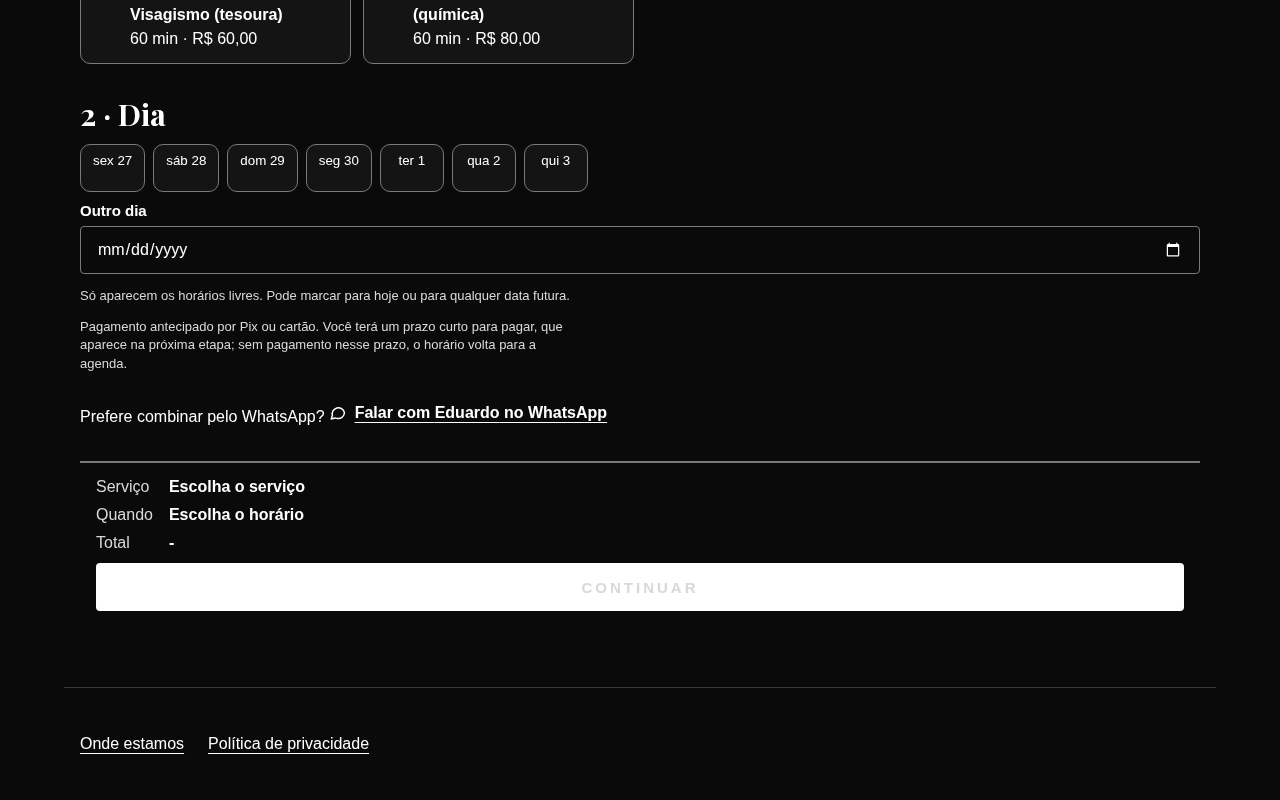 Visagismo (tesoura)
60 min · R$ 60,00
(química)
60 min · R$ 80,00
2 · Dia
sex 27
sáb 28
dom 29
seg 30
ter 1
qua 2
qui 3
Outro dia
mm/dd/yyyy
Só aparecem os horários livres. Pode marcar para hoje ou para qualquer data futura.
Pagamento antecipado por Pix ou cartão. Você terá um prazo curto para pagar, que
aparece na próxima etapa; sem pagamento nesse prazo, o horário volta para a
agenda.
Prefere combinar pelo WhatsApp? Falar com Eduardo no WhatsApp
Serviço Escolha o serviço
Quando Escolha o horário
Total -
CONTINUAR
Onde estamos Política de privacidade